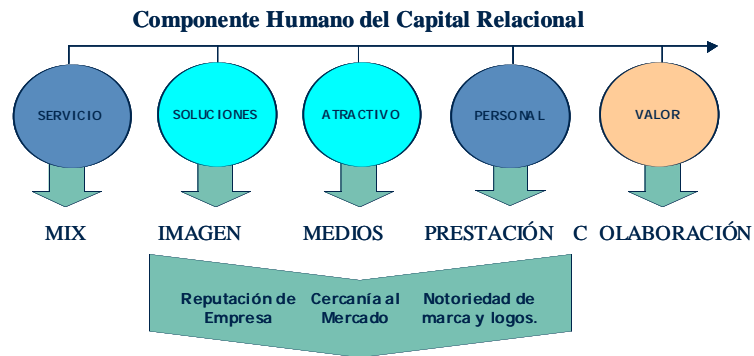 Componente Humano del Capital Relacional
SERVICIO SOLUCIONES ATRACTIVO PERSONAL VALOR
MIX IMAGEN MEDIOS PRESTACIÓN C OLABORACIÓN
Reputación de Cercanía al Notoriedad de
Empresa Mercado marca y logos.